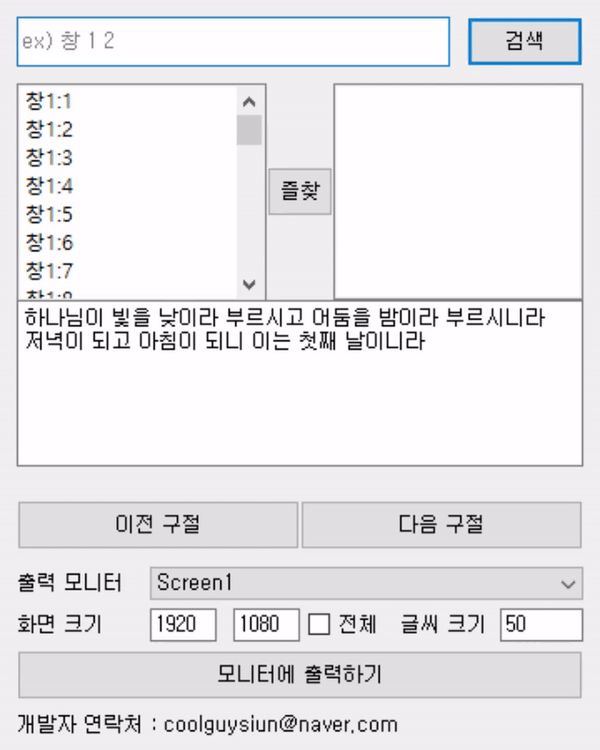 ex) 창 1 2
검색
창1:1
창1:2
창1:3
창1:4
창1:5
창1:6
창1:7
창1:8
즐찾
하나님이 빛을 낮이라 부르시고 어둠을 밤이라 부르시니라
저녁이 되고 아침이 되니 이는 첫째 날이니라
이전 구절
다음 구절
출력 모니터
Screen1
화면 크기
1920
1080
전체
글씨 크기
50
모니터에 출력하기
개발자 연락처 : coolguysiun@naver.com